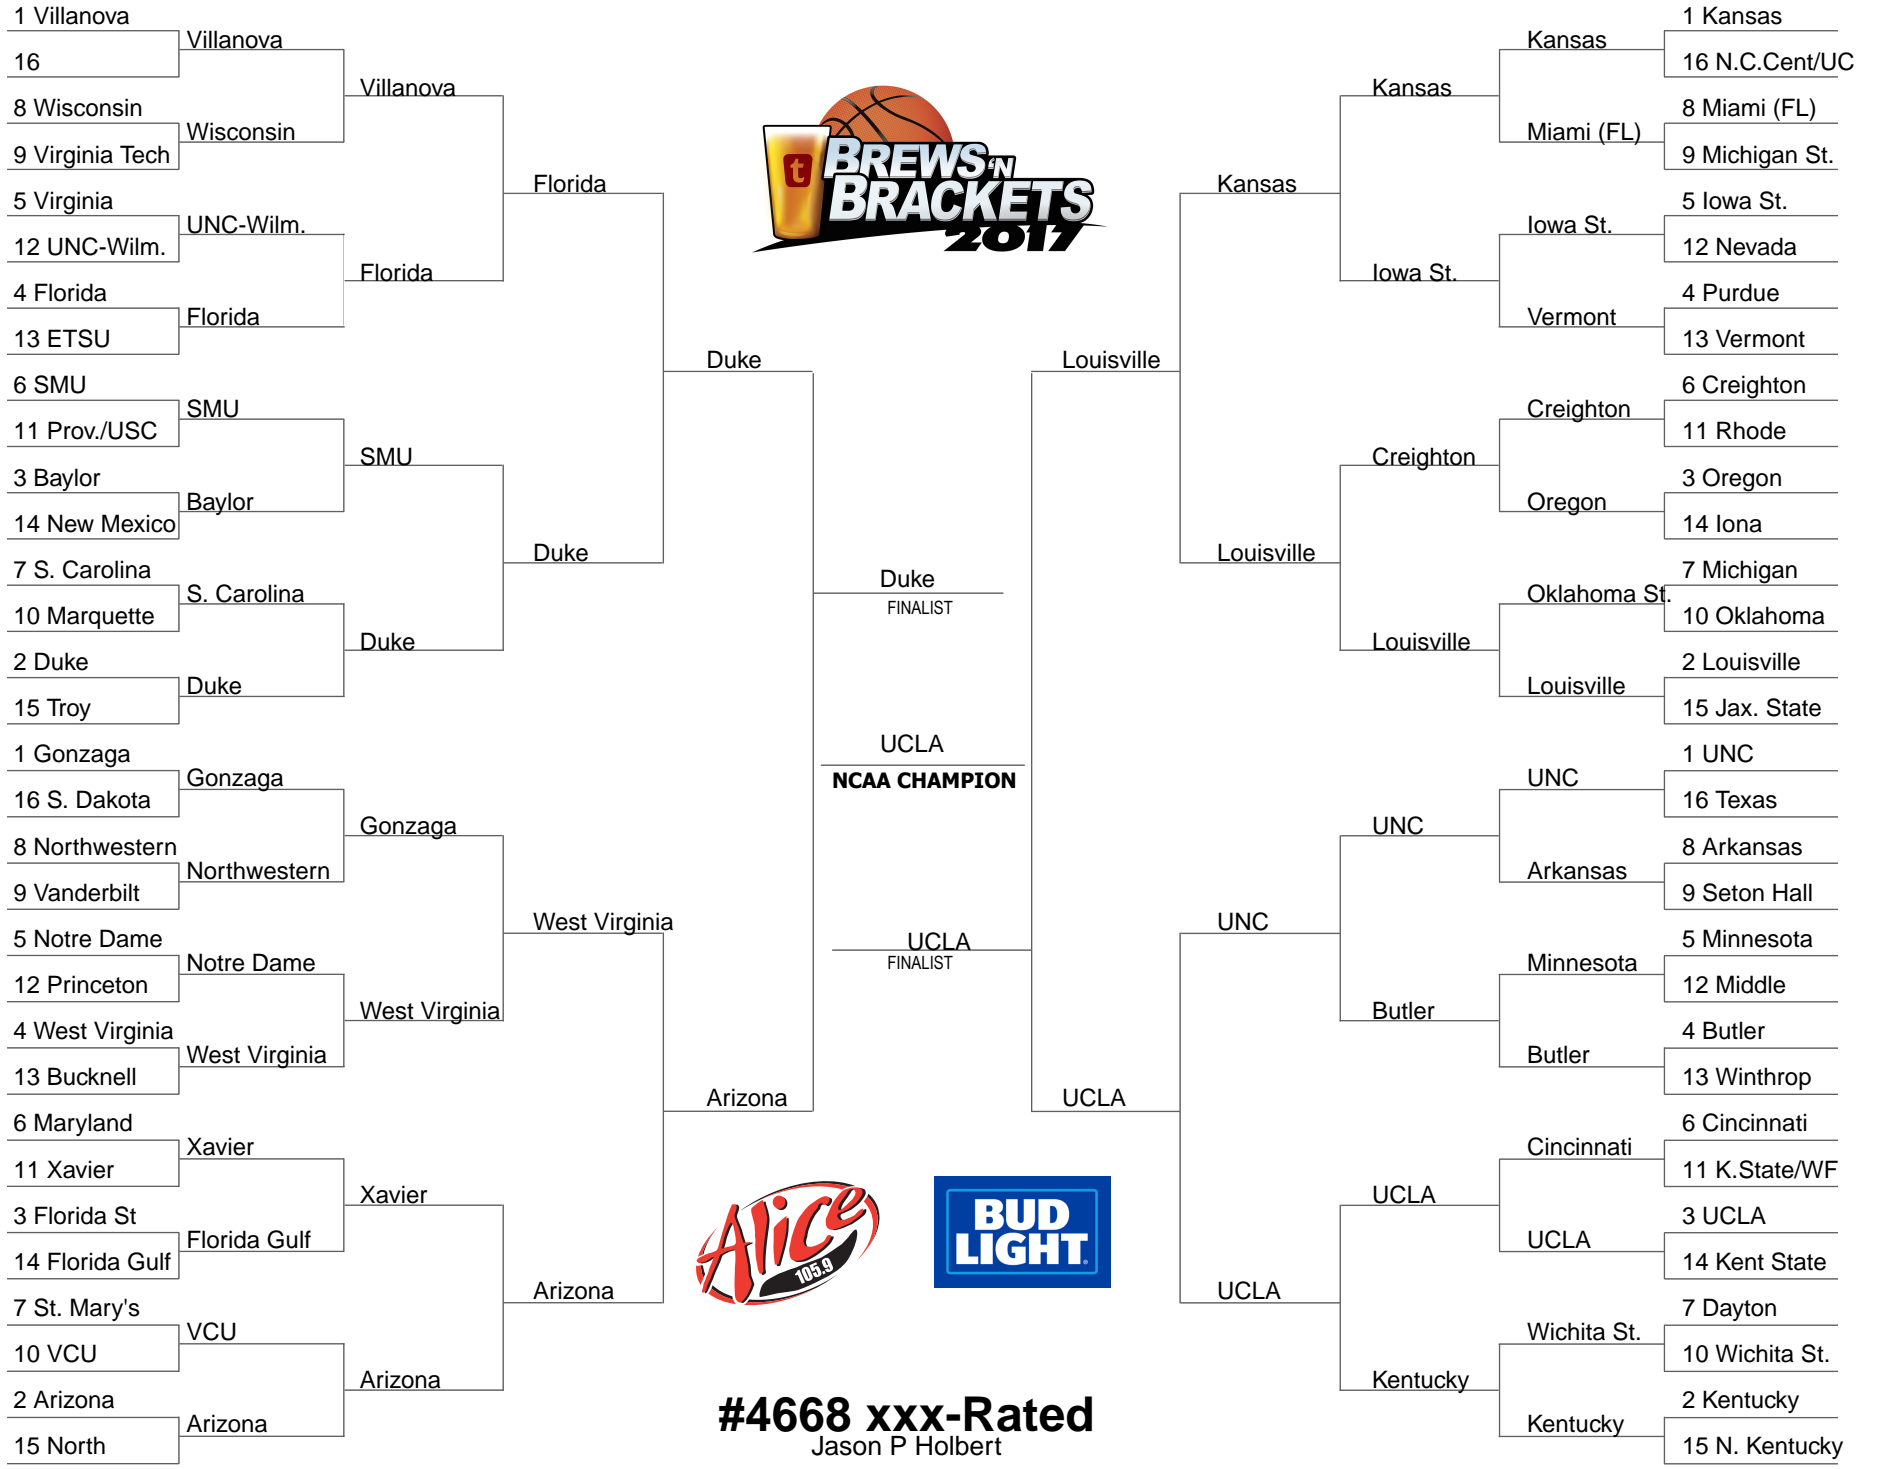 1 Villanova
16
8 Wisconsin
9 Virginia Tech
5 Virginia
12 UNC-Wilm.
4 Florida
13 ETSU
6 SMU
11 Prov./USC
3 Baylor
14 New Mexico
7 S. Carolina
10 Marquette
2 Duke
15 Troy
1 Gonzaga
16 S. Dakota
8 Northwestern
9 Vanderbilt
5 Notre Dame
12 Princeton
4 West Virginia
13 Bucknell
6 Maryland
11 Xavier
3 Florida St
14 Florida Gulf
7 St. Mary's
10 VCU
2 Arizona
15 North
Villanova
Wisconsin
UNC-Wilm.
Florida
SMU
Baylor
S. Carolina
Duke
Gonzaga
Northwestern
Notre Dame
West Virginia
Xavier
Florida Gulf
VCU
Arizona
Villanova
Florida
SMU
Duke
Gonzaga
West Virginia
Xavier
Arizona
Florida
Duke
West Virginia
Arizona
Duke
Arizona
t
BREWS 'N
BRACKETS
2017
Duke
FINALIST
UCLA
NCAA CHAMPION
UCLA
FINALIST
Alice
105.9
BUD
LIGHT
#4668 xxx-Rated
Jason P Holbert
Louisville
UCLA
Kansas
Louisville
UNC
UCLA
Kansas
Iowa St.
Creighton
Louisville
UNC
Butler
UCLA
Kentucky
Kansas
Miami (FL)
Iowa St.
Vermont
Creighton
Oregon
Oklahoma St.
Louisville
UNC
Arkansas
Minnesota
Butler
Cincinnati
UCLA
Wichita St.
Kentucky
1 Kansas
16 N.C.Cent/UC
8 Miami (FL)
9 Michigan St.
5 Iowa St.
12 Nevada
4 Purdue
13 Vermont
6 Creighton
11 Rhode
3 Oregon
14 Iona
7 Michigan
10 Oklahoma
2 Louisville
15 Jax. State
1 UNC
16 Texas
8 Arkansas
9 Seton Hall
5 Minnesota
12 Middle
4 Butler
13 Winthrop
6 Cincinnati
11 K.State/WF
3 UCLA
14 Kent State
7 Dayton
10 Wichita St.
2 Kentucky
15 N. Kentucky